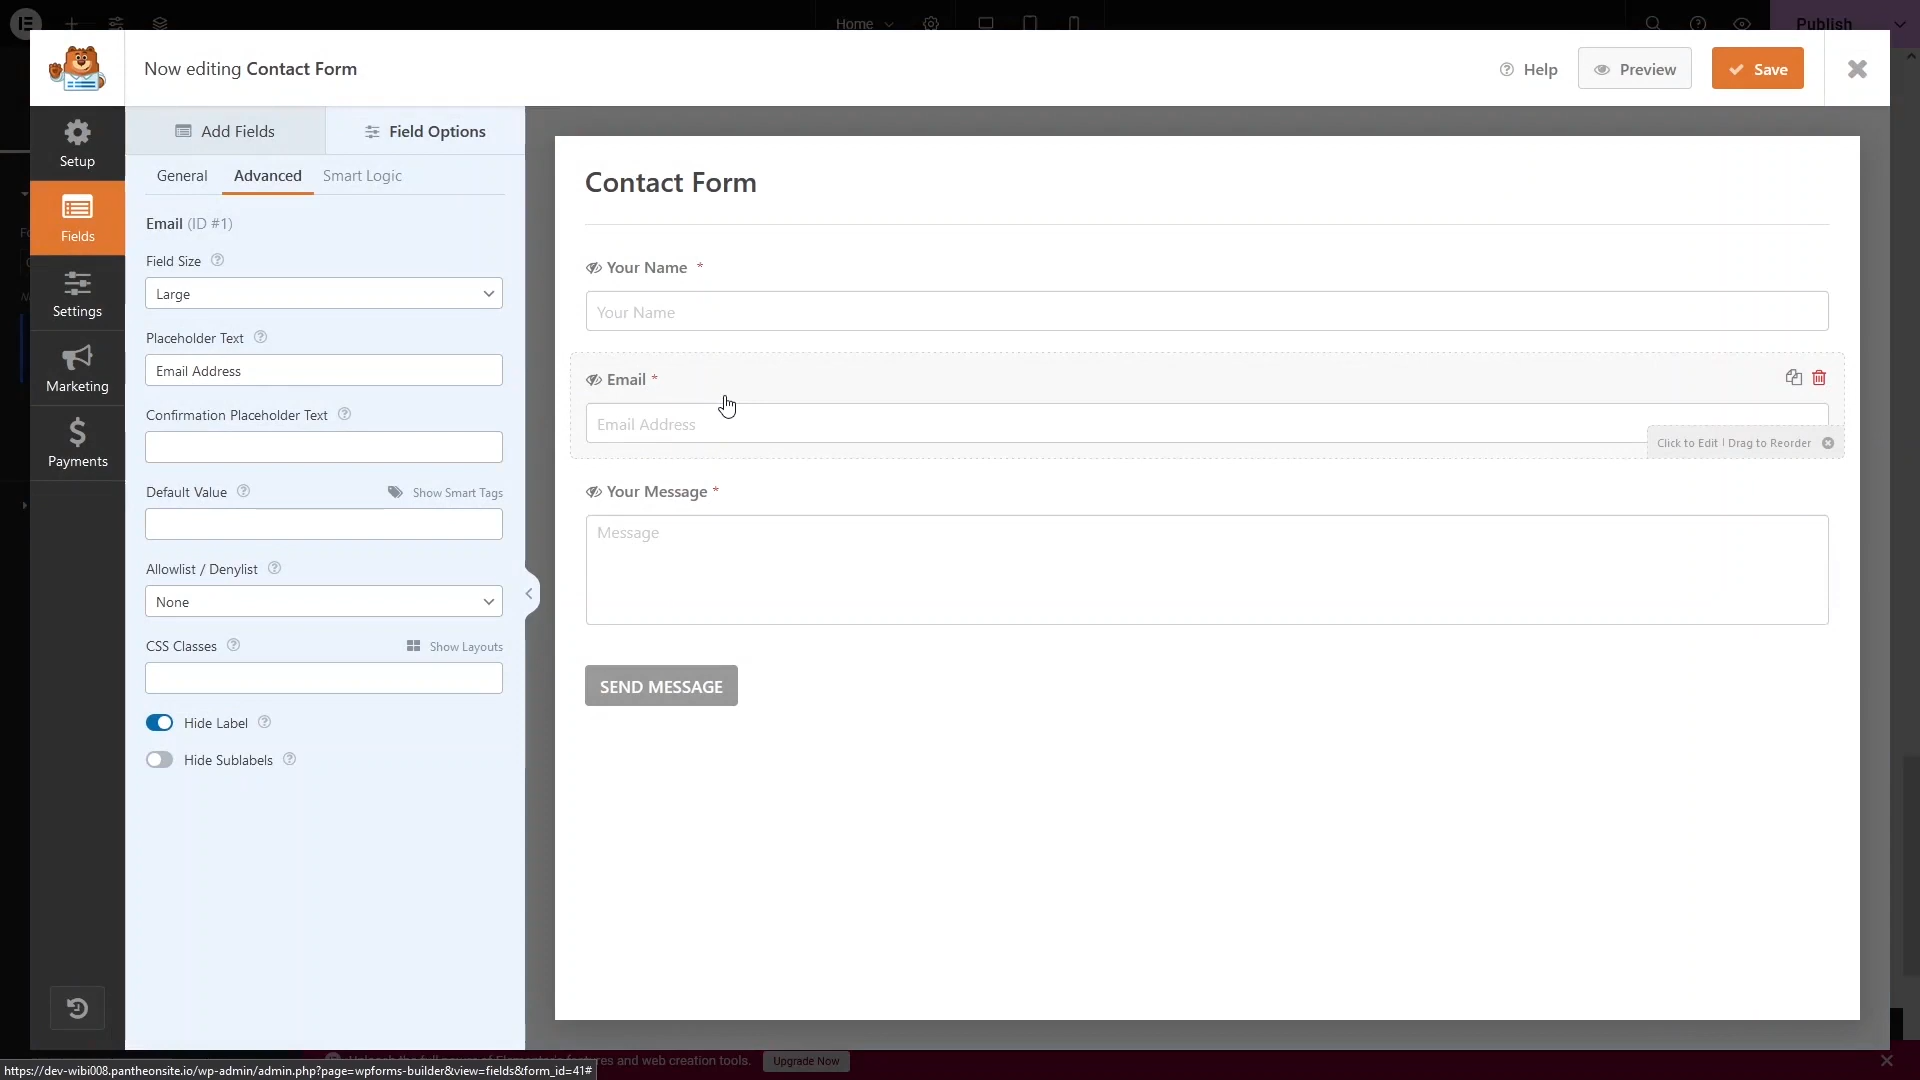 Home
Publish
Now editing Contact Form
Help
Preview
Save
Setup
Fields
Settings
Marketing
Payments
Add Fields
Field Options
General
Advanced
Smart Logic
Email (ID #1)
Field Size
Large
Placeholder Text
Email Address
Confirmation Placeholder Text
Default Value
Show Smart Tags
Allowlist / Denylist
None
CSS Classes
Show Layouts
Hide Label
Hide Sublabels
Contact Form
Your Name *
Your Name
Email *
Email Address
Click to Edit | Drag to Reorder
Your Message *
Message
SEND MESSAGE
and web creation tools.
Upgrade Now
https://dev-wibi008.pantheonsite.io/wp-admin/admin.php?page=wpforms-builder&view=fields&form_id=41#